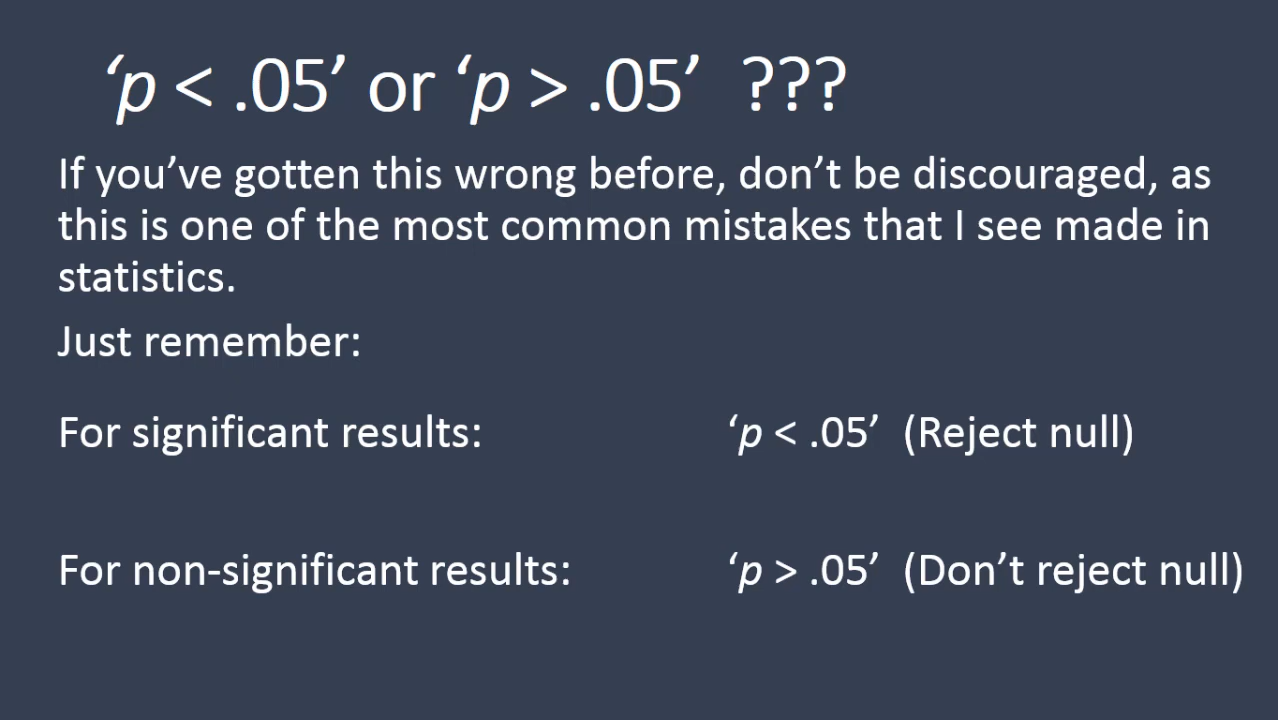 ‘p < .05’ or ‘p > .05’ ???
If you’ve gotten this wrong before, don’t be discouraged, as
this is one of the most common mistakes that I see made in
statistics.
Just remember:
For significant results: ‘p < .05’ (Reject null)
For non-significant results: ‘p > .05’ (Don’t reject null)